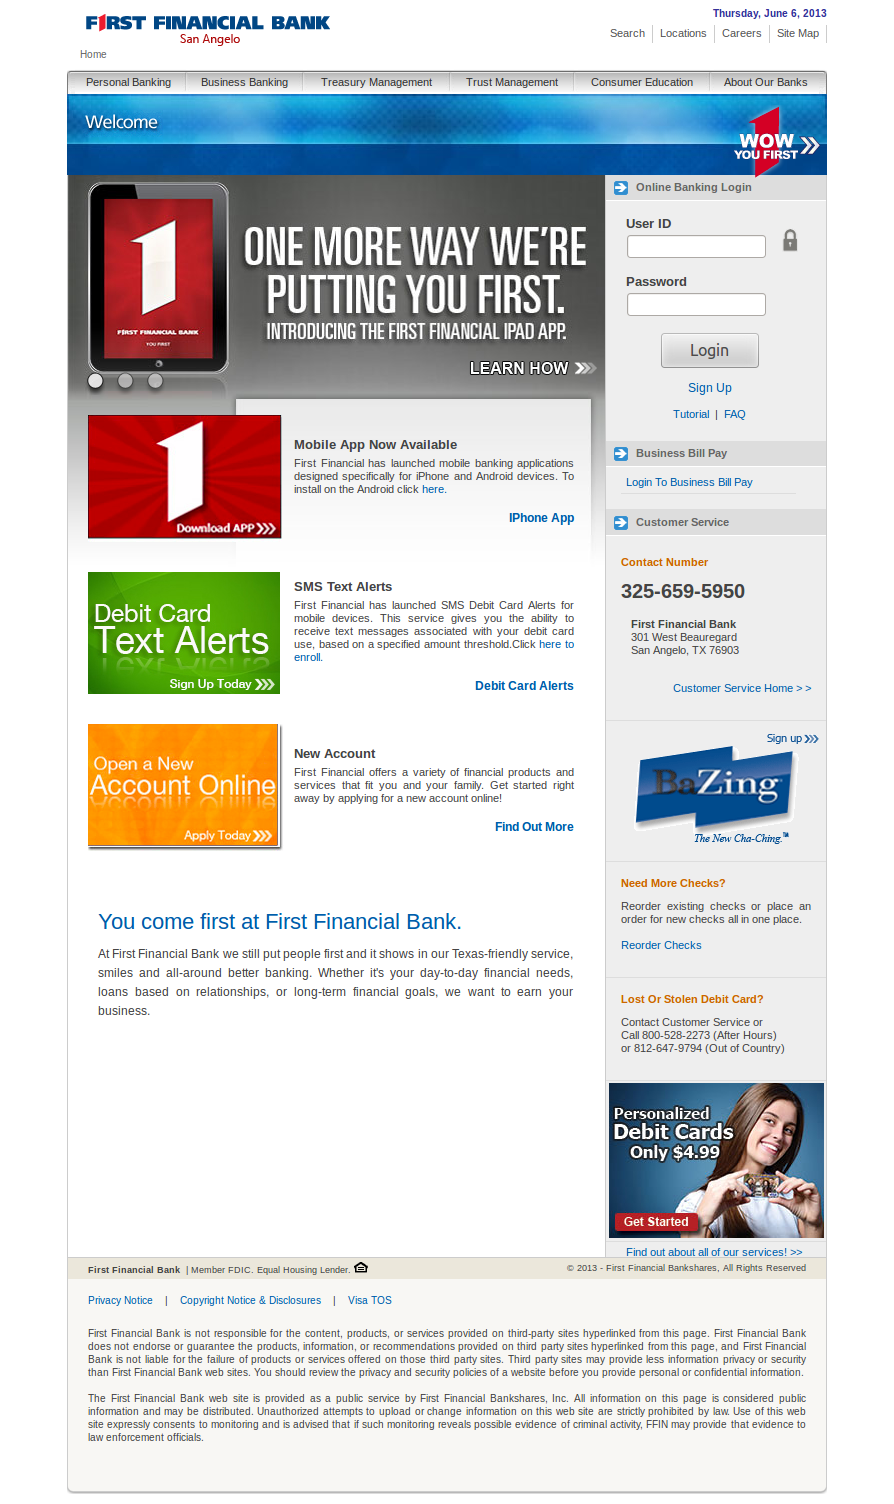 Thursday, June 6, 2013
FIRST FINANCIAL BANK
San Angelo
Search
Locations
Careers
Site Map
Home
Personal Banking
Business Banking
Treasury Management
Trust Management
Consumer Education
About Our Banks
Welcome
WOW
YOU FIRST
1
FIRST FINANCIAL BANK
YOU FIRST
ONE MORE WAY WE'RE
PUTTING YOU FIRST.
INTRODUCING THE FIRST FINANCIAL IPAD APP.
LEARN HOW
Download APP
Mobile App Now Available
First Financial has launched mobile banking applications
designed specifically for iPhone and Android devices. To
install on the Android click here.
IPhone App
Debit Card
Text Alerts
Sign Up Today
SMS Text Alerts
First Financial has launched SMS Debit Card Alerts for
mobile devices. This service gives you the ability to
receive text messages associated with your debit card
use, based on a specified amount threshold.Click here to
enroll.
Debit Card Alerts
Open a New
Account Online
Apply Today
New Account
First Financial offers a variety of financial products and
services that fit you and your family. Get started right
away by applying for a new account online!
Find Out More
You come first at First Financial Bank.
At First Financial Bank we still put people first and it shows in our Texas-friendly service,
smiles and all-around better banking. Whether it's your day-to-day financial needs,
loans based on relationships, or long-term financial goals, we want to earn your
business.
Online Banking Login
User ID
Password
Login
Sign Up
Tutorial | FAQ
Business Bill Pay
Login To Business Bill Pay
Customer Service
Contact Number
325-659-5950
First Financial Bank
301 West Beauregard
San Angelo, TX 76903
Customer Service Home > >
Sign up
BaZing
The New Cha-Ching.™
Need More Checks?
Reorder existing checks or place an
order for new checks all in one place.
Reorder Checks
Lost Or Stolen Debit Card?
Contact Customer Service or
Call 800-528-2273 (After Hours)
or 812-647-9794 (Out of Country)
Personalized
Debit Cards
Only $4.99
Get Started
Find out about all of our services! >>
First Financial Bank | Member FDIC. Equal Housing Lender.
© 2013 - First Financial Bankshares, All Rights Reserved
Privacy Notice | Copyright Notice & Disclosures | Visa TOS
First Financial Bank is not responsible for the content, products, or services provided on third-party sites hyperlinked from this page. First Financial Bank
does not endorse or guarantee the products, information, or recommendations provided on third party sites hyperlinked from this page, and First Financial
Bank is not liable for the failure of products or services offered on those third party sites. Third party sites may provide less information privacy or security
than First Financial Bank web sites. You should review the privacy and security policies of a website before you provide personal or confidential information.
The First Financial Bank web site is provided as a public service by First Financial Bankshares, Inc. All information on this page is considered public
information and may be distributed. Unauthorized attempts to upload or change information on this web site are strictly prohibited by law. Use of this web
site expressly consents to monitoring and is advised that if such monitoring reveals possible evidence of criminal activity, FFIN may provide that evidence to
law enforcement officials.